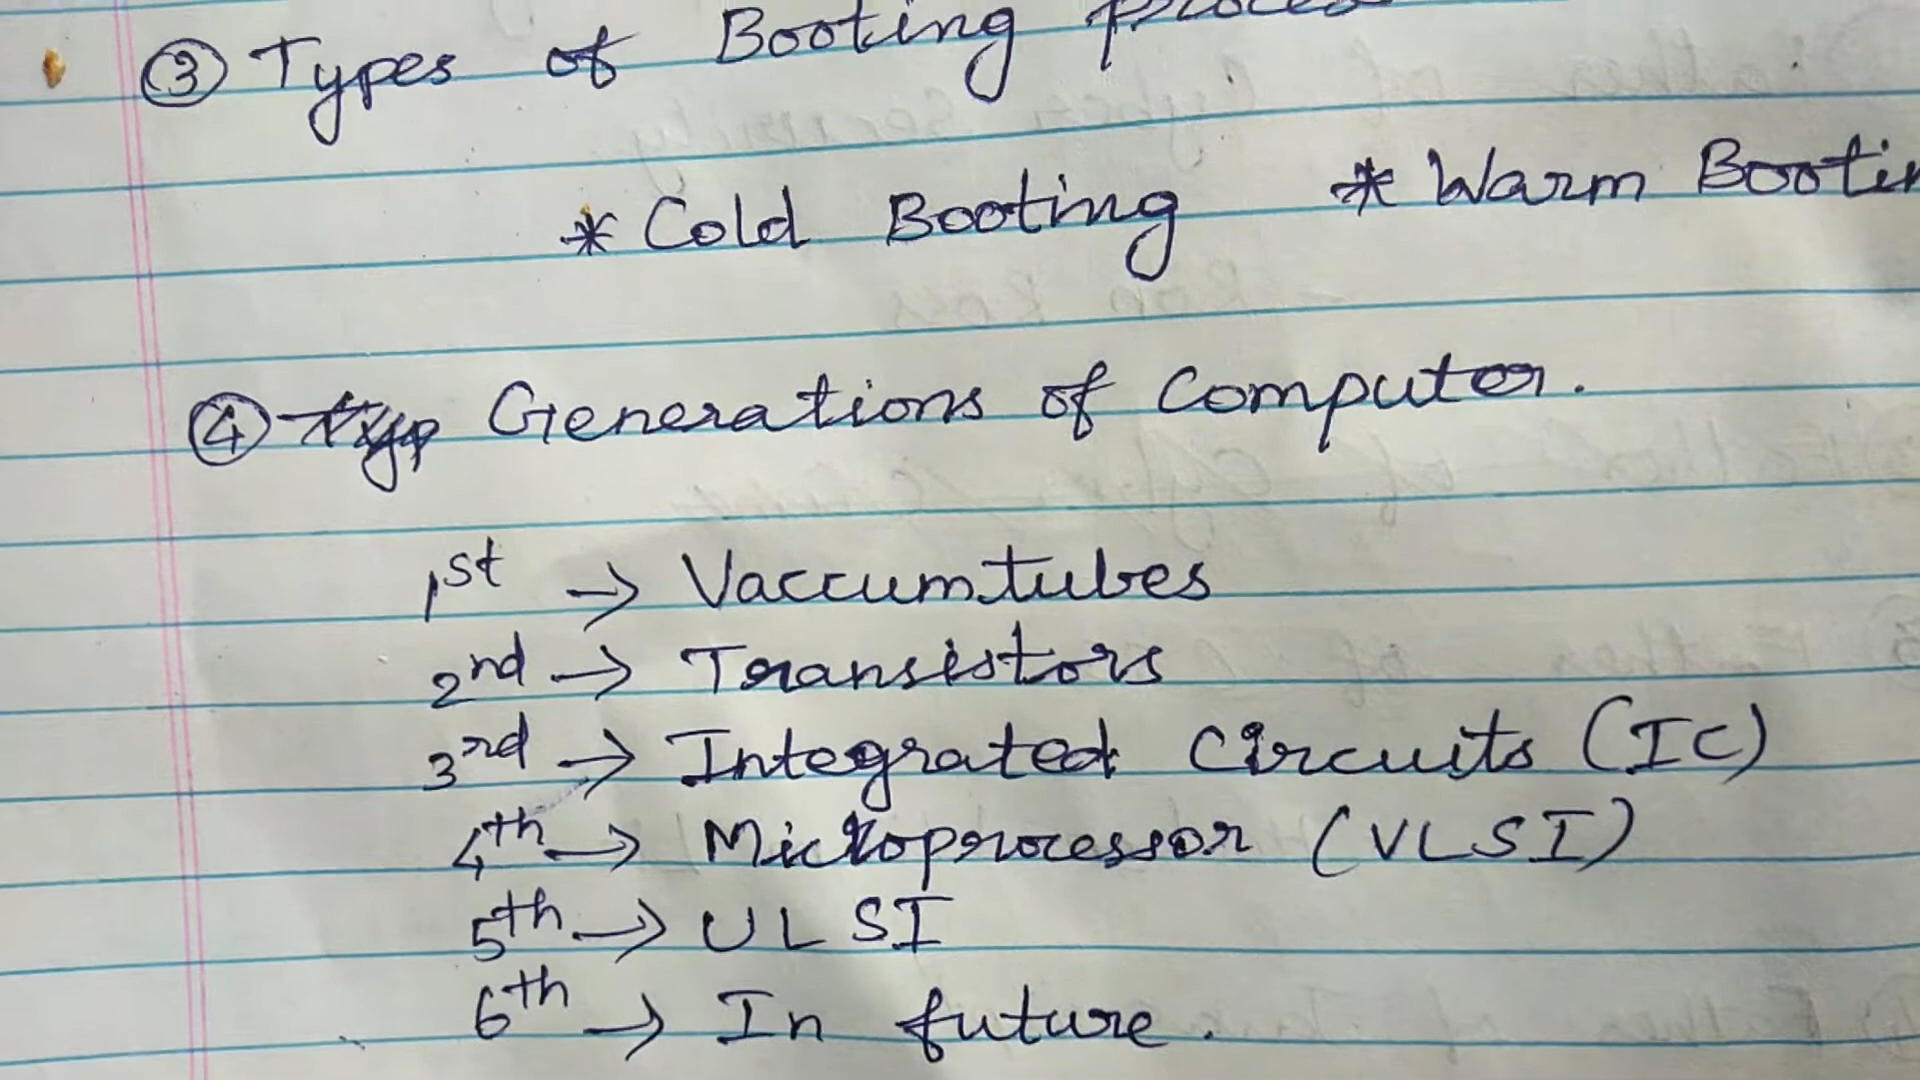 ③ Types of Booting
* Cold Booting * Warm
④ Generations of Computor.
1st → Vaccumtubes
2nd → Transistors
3rd → Integrated Circuits (IC)
4th → Microprocessor (VLSI)
5th → ULSI
6th → In future.